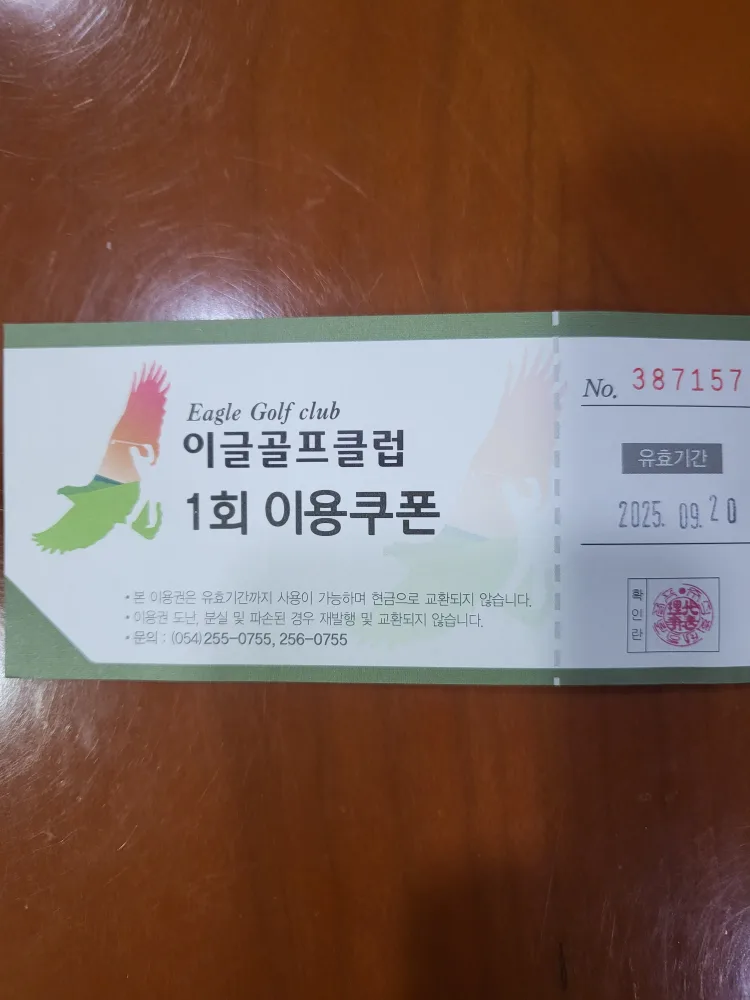 Eagle Golf club
이글골프클럽
1회 이용쿠폰
• 본 이용권은 유효기간까지 사용이 가능하며 현금으로 교환되지 않습니다.
• 이용권 도난, 분실 및 파손된 경우 재발행 및 교환되지 않습니다.
• 문의 : (054)255-0755, 256-0755
No. 387157
유효기간
2025. 09. 20
확인란